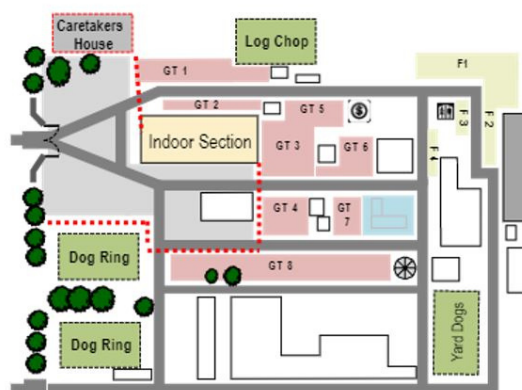 Caretakers
House
Log Chop
GT 1
F1
GT 2
GT 5
$
F 3
F 2
Indoor Section
GT 3
GT 6
F 4
GT 4
GT
7
Dog Ring
GT 8
Dog Ring
Yard Dogs